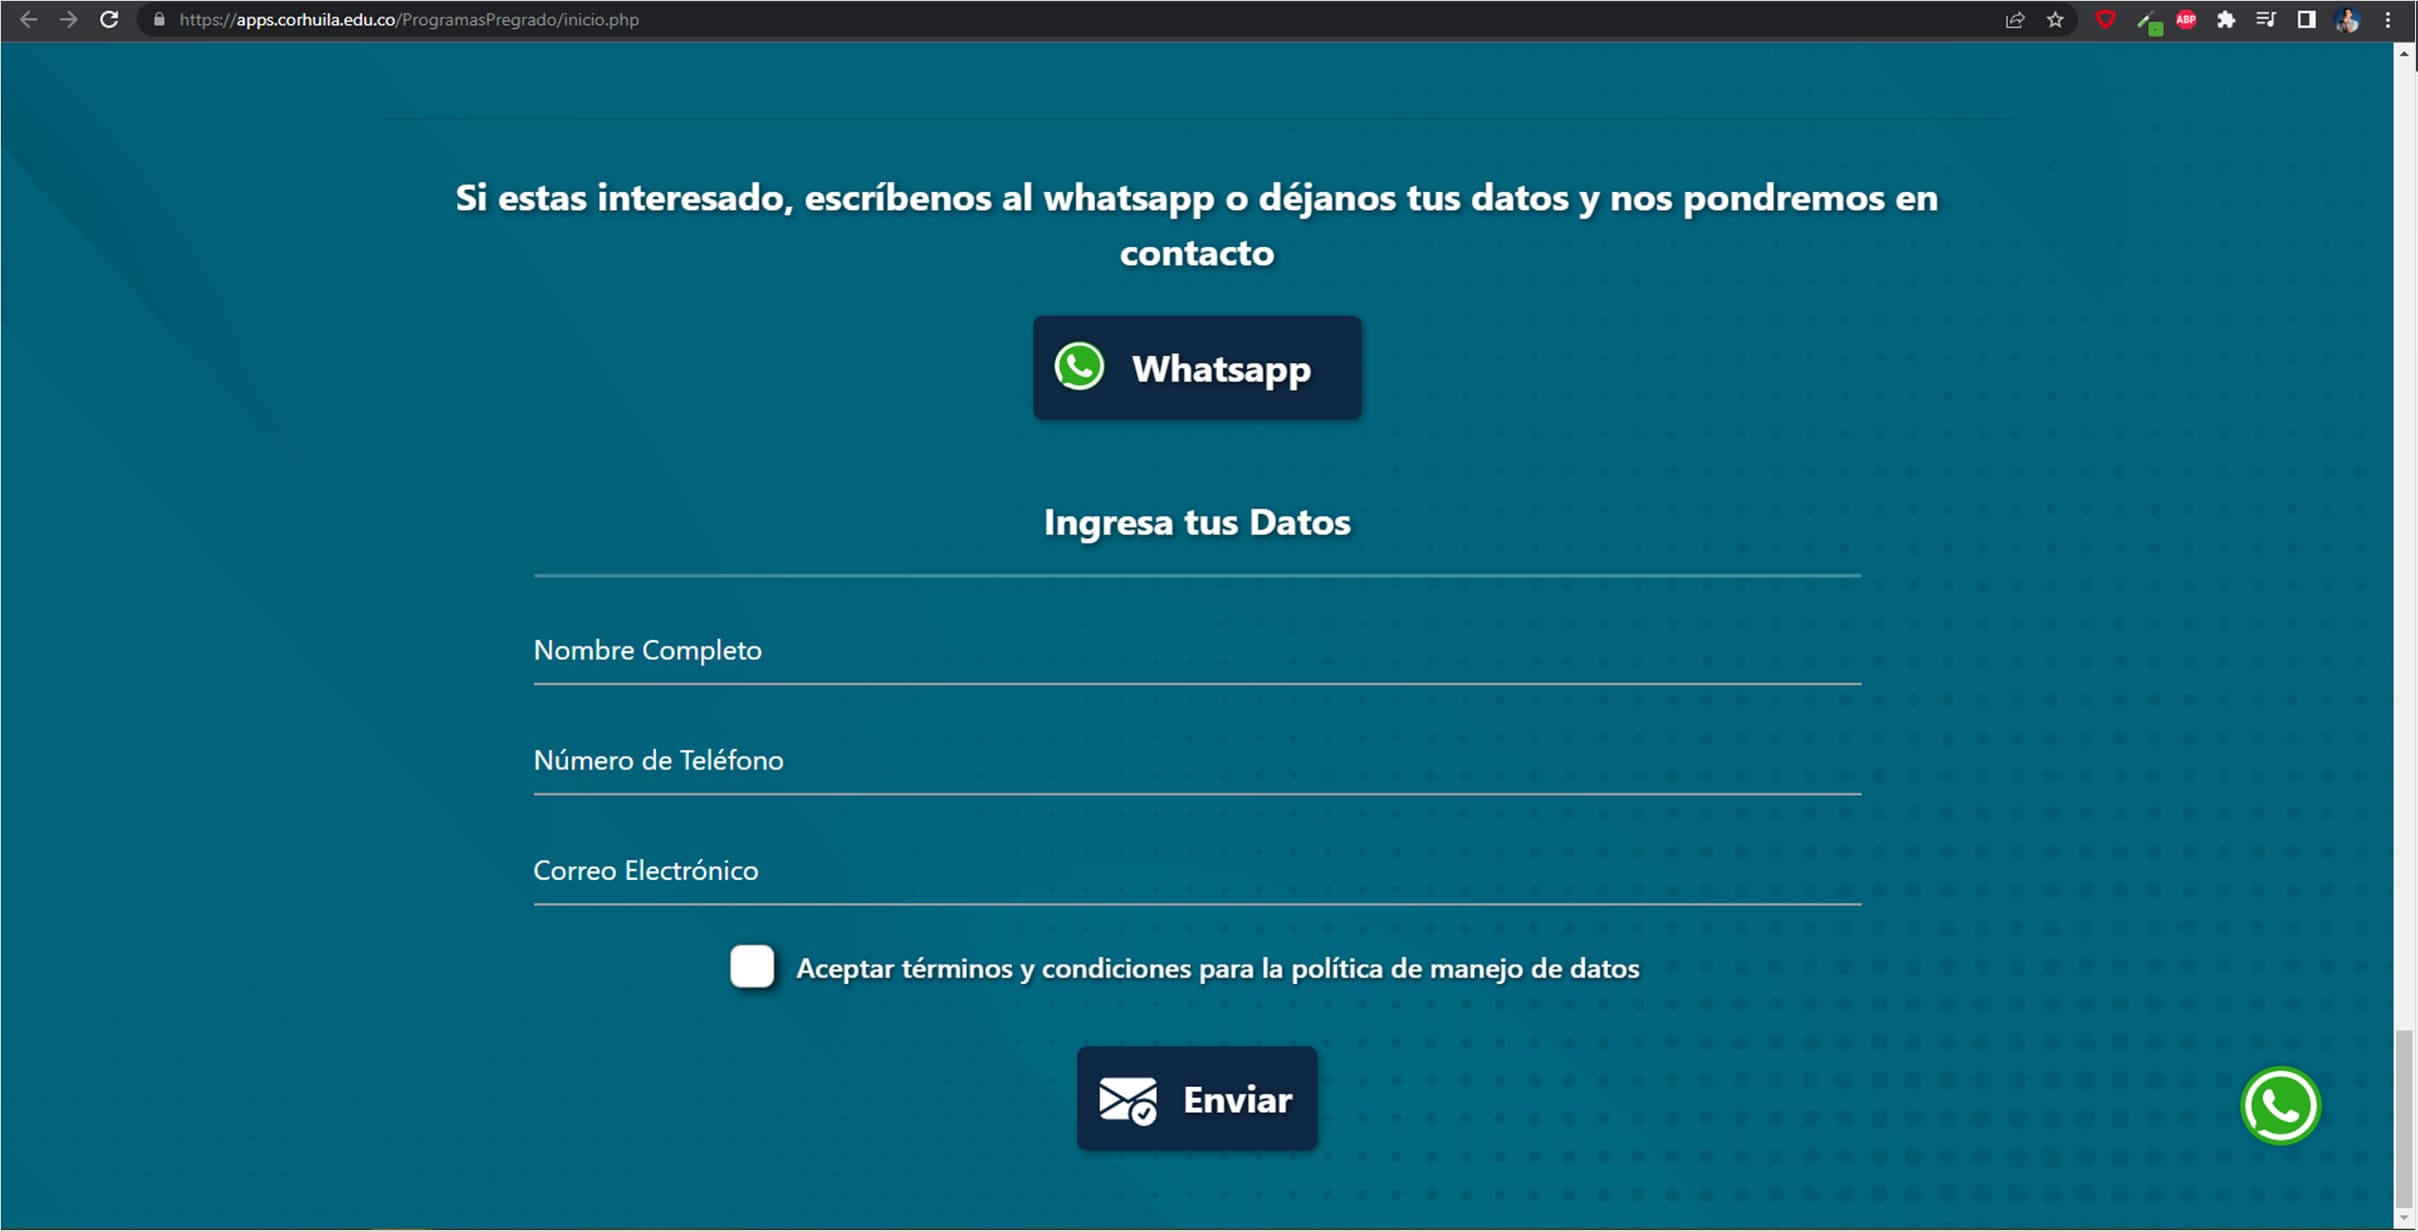 https://apps.corhuila.edu.co/ProgramasPregrado/inicio.php
ABP
Si estas interesado, escríbenos al whatsapp o déjanos tus datos y nos pondremos en
contacto
Whatsapp
Ingresa tus Datos
Nombre Completo
Número de Teléfono
Correo Electrónico
Aceptar términos y condiciones para la política de manejo de datos
Enviar